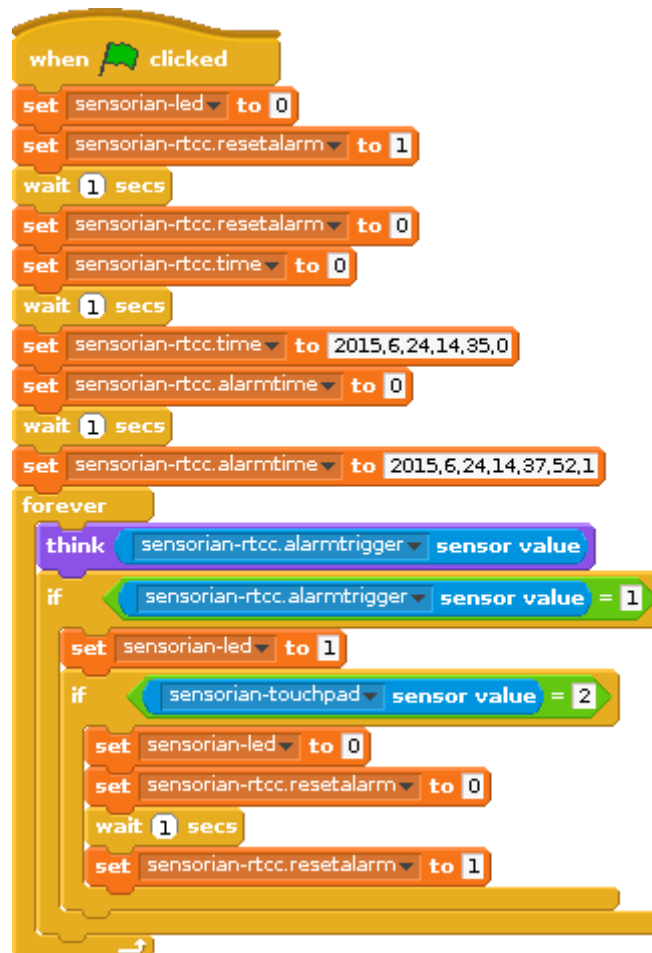 when clicked
set sensorian-led to 0
set sensorian-rtcc.resetalarm to 1
wait 1 secs
set sensorian-rtcc.resetalarm to 0
set sensorian-rtcc.time to 0
wait 1 secs
set sensorian-rtcc.time to 2015,6,24,14,35,0
set sensorian-rtcc.alarmtime to 0
wait 1 secs
set sensorian-rtcc.alarmtime to 2015,6,24,14,37,52,1
forever
think sensorian-rtcc.alarmtrigger sensor value
if sensorian-rtcc.alarmtrigger sensor value = 1
set sensorian-led to 1
if sensorian-touchpad sensor value = 2
set sensorian-led to 0
set sensorian-rtcc.resetalarm to 0
wait 1 secs
set sensorian-rtcc.resetalarm to 1